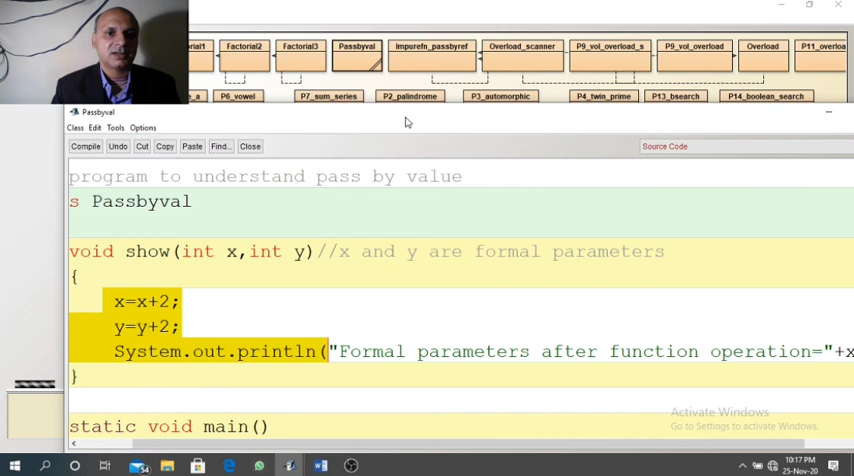 orial1 Factorial2 Factorial3 Passbyval Impurefn_passbyref Overload_scanner P9_vol_overload_s P9_vol_overload Overload P11_overloa
e_a P6_vowel P7_sum_series P2_palindrome P3_automorphic P4_twin_prime P13_bsearch P14_boolean_search
Passbyval
Class Edit Tools Options
Compile Undo Cut Copy Paste Find... Close Source Code
program to understand pass by value
s Passbyval
void show(int x,int y)//x and y are formal parameters
{
x=x+2;
y=y+2;
System.out.println("Formal parameters after function operation="+x
}
static void main()
Activate Windows
Go to Settings to activate Windows.
54
10:17 PM
25-Nov-20